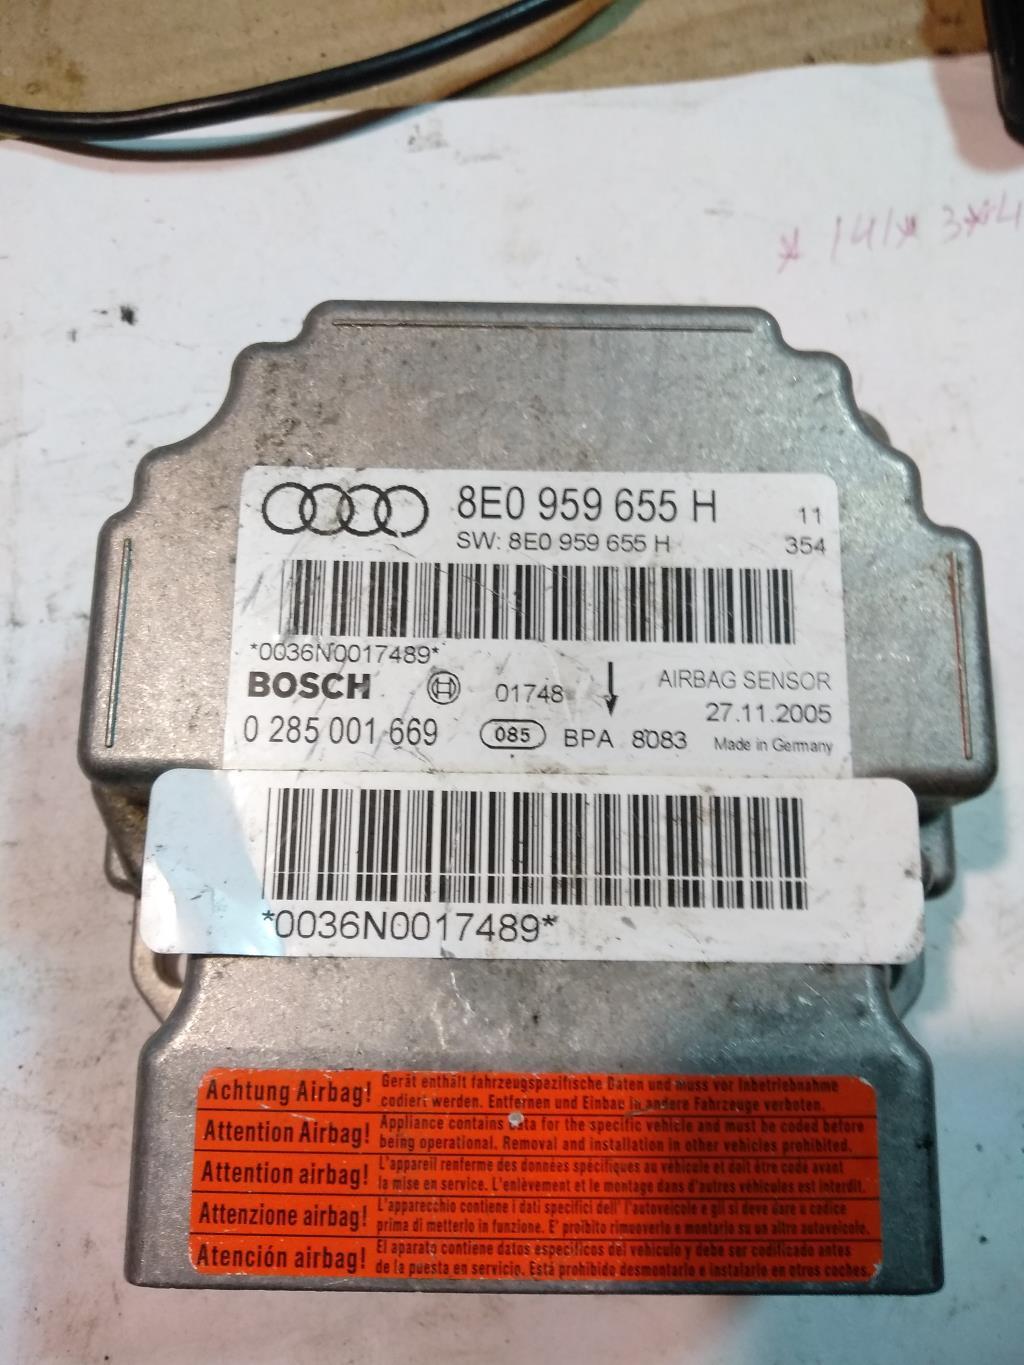 * 141* 3*4
8E0 959 655 H
11
SW: 8E0 959 655 H
354
*0036N0017489*
BOSCH
01748
AIRBAG SENSOR
27.11.2005
0 285 001 669
085
BPA 8083
Made in Germany
*0036N0017489*
Achtung Airbag!
Gerät enthält fahrzeugspezifische Daten und muss vor Inbetriebnahme
codiert werden. Entfernen und Einbau in andere Fahrzeuge verboten.
Attention Airbag!
Appliance contains data for the specific vehicle and must be coded before
being operational. Removal and installation in other vehicles prohibited.
Attention airbag!
L'appareil renferme des données spécifiques au véhicule et doit être codé avant
la mise en service. L'enlèvement et le montage dans d'autres véhicules est interdit.
Attenzione airbag!
L'apparecchio contiene i dati specifici dell' l'autoveicolo e gli si deve dare u codice
prima di metterlo in funzione. E' proibito rimuoverlo e montarlo su un altro autoveicolo.
Atención airbag!
El aparato contiene datos específicos del vehículo y debe ser codificado antes
de la puesta en servicio. Está prohibido desmontarlo e instalarlo en otros coches.